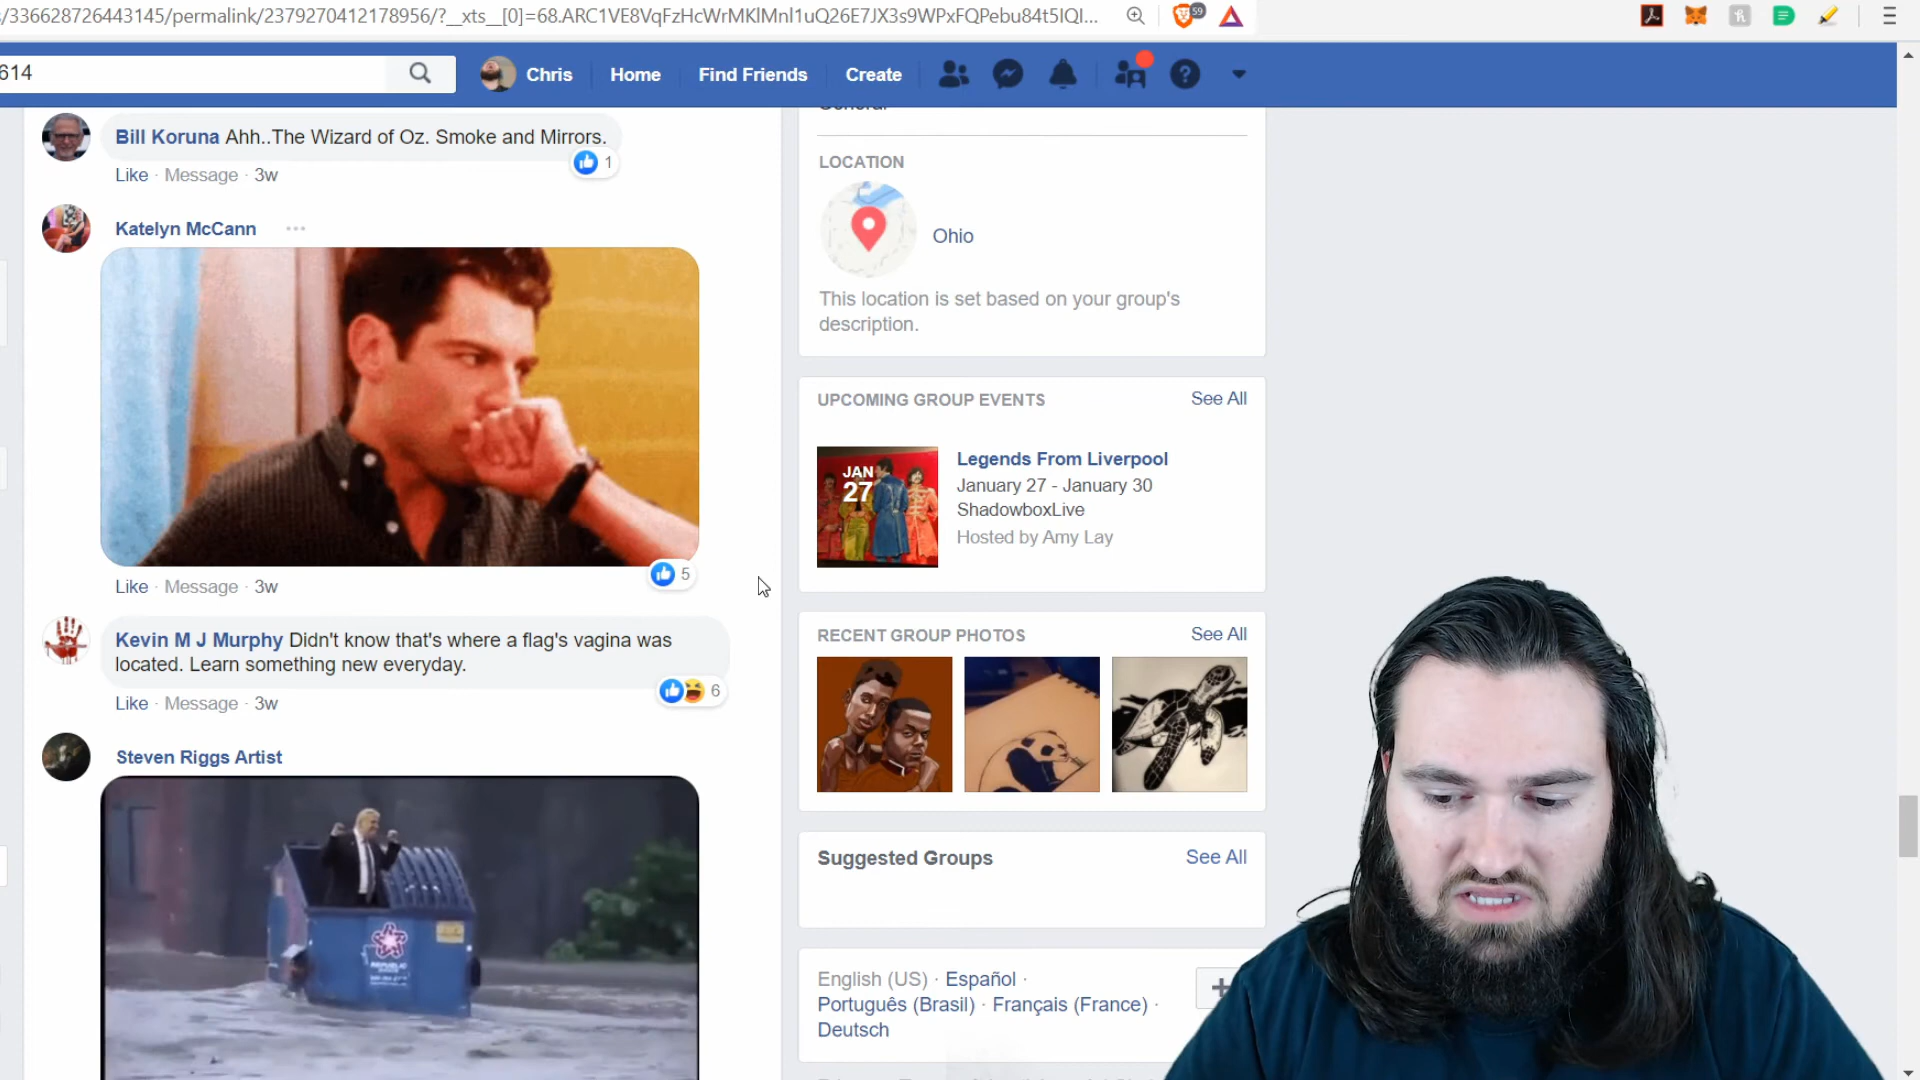 s/336628726443145/permalink/2379270412178956/?__xts__[0]=68.ARC1VE8VqFzHcWrMKlMnl1uQ26E7JX3s9WPxFQPebu84t5IQI...
59
614
Chris
Home
Find Friends
Create
General
Bill Koruna Ahh..The Wizard of Oz. Smoke and Mirrors.
1
Like · Message · 3w
Katelyn McCann
5
Like · Message · 3w
Kevin M J Murphy Didn't know that's where a flag's vagina was
located. Learn something new everyday.
6
Like · Message · 3w
Steven Riggs Artist
REPUBLIC
LOCATION
Ohio
This location is set based on your group's
description.
UPCOMING GROUP EVENTS
See All
JAN
27
Legends From Liverpool
January 27 - January 30
ShadowboxLive
Hosted by Amy Lay
RECENT GROUP PHOTOS
See All
Suggested Groups
See All
English (US) · Español ·
Português (Brasil) · Français (France) ·
Deutsch